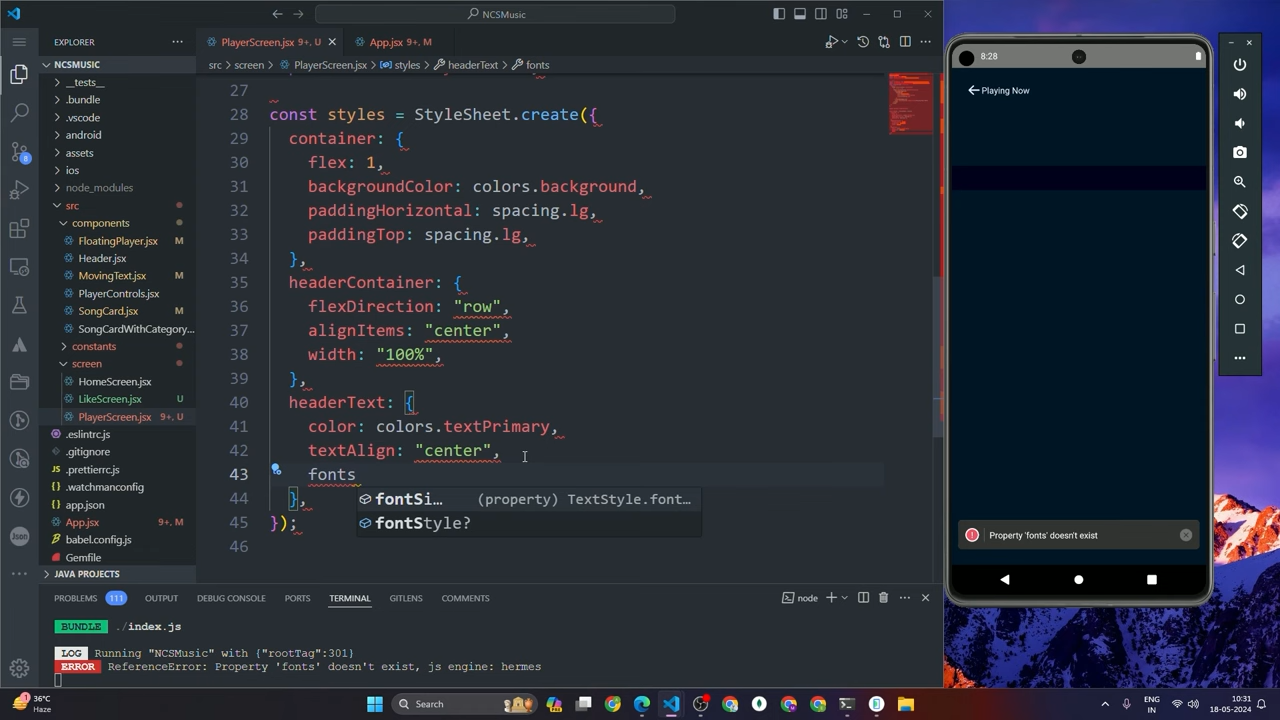 NCSMusic
EXPLORER
NCSMUSIC
__tests__
.bundle
.vscode
android
assets
ios
node_modules
src
components
FloatingPlayer.jsx M
Header.jsx
MovingText.jsx M
PlayerControls.jsx
SongCard.jsx M
SongCardWithCategory...
constants
screen
HomeScreen.jsx
LikeScreen.jsx U
PlayerScreen.jsx 9+, U
.eslintrc.js
.gitignore
.prettierrc.js
.watchmanconfig
app.json
App.jsx 9+, M
babel.config.js
Gemfile
JAVA PROJECTS
PlayerScreen.jsx 9+, U
App.jsx 9+, M
src > screen > PlayerScreen.jsx > styles > headerText > fonts
27
28 const styles = StyleSheet.create({
29 container: {
30 flex: 1,
31 backgroundColor: colors.background,
32 paddingHorizontal: spacing.lg,
33 paddingTop: spacing.lg,
34 },
35 headerContainer: {
36 flexDirection: "row",
37 alignItems: "center",
38 width: "100%",
39 },
40 headerText: {
41 color: colors.textPrimary,
42 textAlign: "center",
43 fonts
44 },
45 });
46
fontSi... (property) TextStyle.font...
fontStyle?
PROBLEMS 111 OUTPUT DEBUG CONSOLE PORTS TERMINAL GITLENS COMMENTS
node
BUNDLE ./index.js
LOG Running "NCSMusic" with {"rootTag":301}
ERROR ReferenceError: Property 'fonts' doesn't exist, js engine: hermes
8:28
Playing Now
Property 'fonts' doesn't exist
8
Json
36°C
Haze
Search
ENG
IN
10:31
18-05-2024